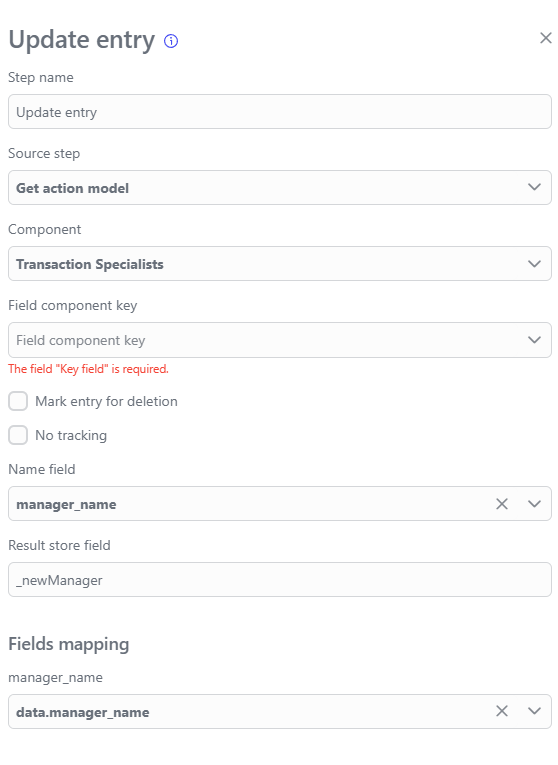 Update entry
Step name
Update entry
Source step
Get action model
Component
Transaction Specialists
Field component key
Field component key
The field "Key field" is required.
Mark entry for deletion
No tracking
Name field
manager_name
Result store field
_newManager
Fields mapping
manager_name
data.manager_name